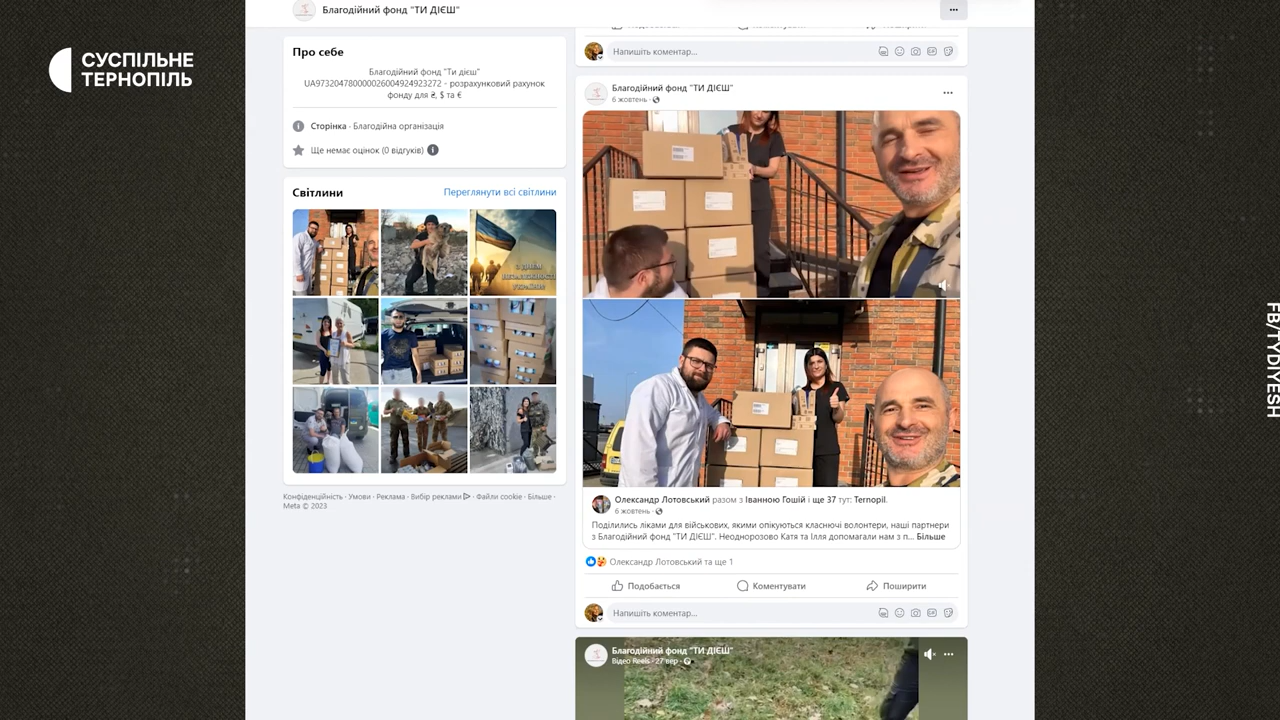 СУСПІЛЬНЕ
ТЕРНОПІЛЬ
Благодійний фонд "ТИ ДІЄШ"
Про себе
Благодійний фонд "Ти дієш"
UA973204780000026004924923272 - розрахунковий рахунок
фонду для ₴, $ та €
Сторінка · Благодійна організація
Ще немає оцінок (0 відгуків)
Світлини
Переглянути всі світлини
З ДНЕМ
НЕЗАЛЕЖНОСТІ
УКРАЇНИ!
Конфіденційність · Умови · Реклама · Вибір реклами · Файли cookie · Більше ·
Meta © 2023
Напишіть коментар...
Благодійний фонд "ТИ ДІЄШ"
6 жовтень ·
Олександр Лотовський разом з Іванною Гошій і ще 37 тут: Ternopil.
6 жовтень ·
Поділились ліками для військових, якими опікуються класнючі волонтери, наші партнери
з Благодійний фонд "ТИ ДІЄШ". Неоднорозово Катя та Ілля допомагали нам з п... Більше
Олександр Лотовський та ще 1
Подобається
Коментувати
Поширити
Напишіть коментар...
Благодійний фонд "ТИ ДІЄШ"
Відео Reels · 27 вер ·
FB/TYDIYESH